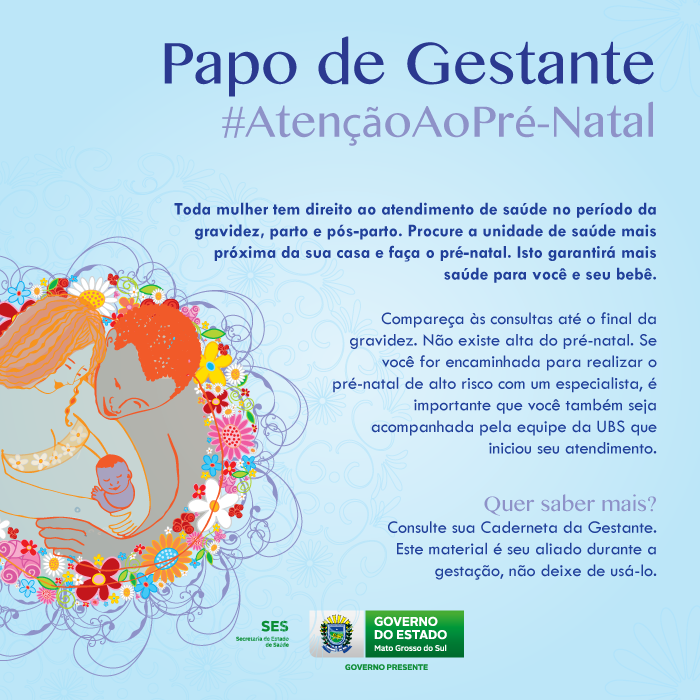 Papo de Gestante
#AtençãoAoPré-Natal
Toda mulher tem direito ao atendimento de saúde no período da
gravidez, parto e pós-parto. Procure a unidade de saúde mais
próxima da sua casa e faça o pré-natal. Isto garantirá mais
saúde para você e seu bebê.
Compareça às consultas até o final da
gravidez. Não existe alta do pré-natal. Se
você for encaminhada para realizar o
pré-natal de alto risco com um especialista, é
importante que você também seja
acompanhada pela equipe da UBS que
iniciou seu atendimento.
Quer saber mais?
Consulte sua Caderneta da Gestante.
Este material é seu aliado durante a
gestação, não deixe de usá-lo.
SES
Secretaria de Estado
de Saúde
GOVERNO
DO ESTADO
Mato Grosso do Sul
GOVERNO PRESENTE